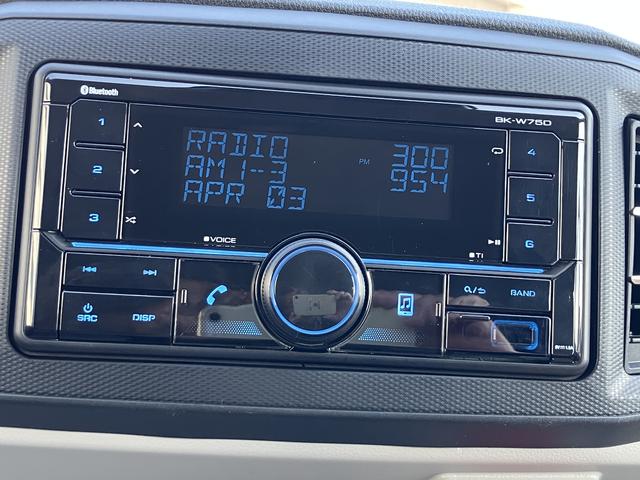 Bluetooth
BK-W75D
1
2
3
4
5
6
RADIO PM 300
AM1-3 954
APR 03
VOICE
TI
SRC DISP
BAND